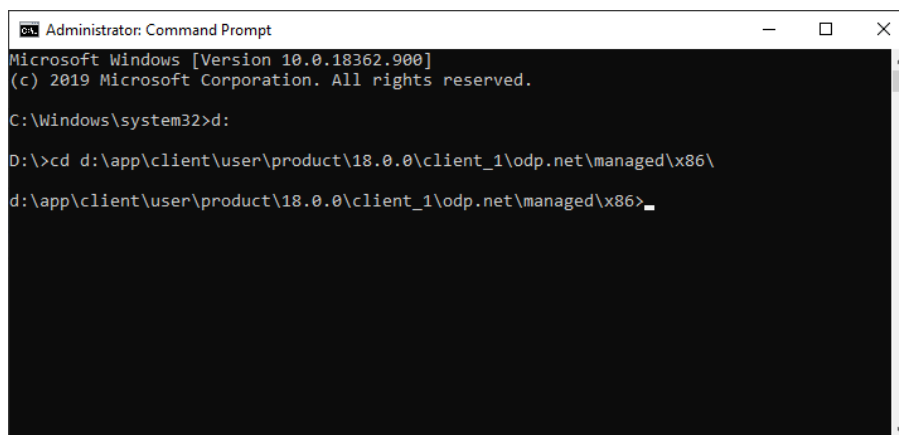 Administrator: Command Prompt
Microsoft Windows [Version 10.0.18362.900]
(c) 2019 Microsoft Corporation. All rights reserved.
C:\Windows\system32>d:
D:\>cd d:\app\client\user\product\18.0.0\client_1\odp.net\managed\x86\
d:\app\client\user\product\18.0.0\client_1\odp.net\managed\x86>